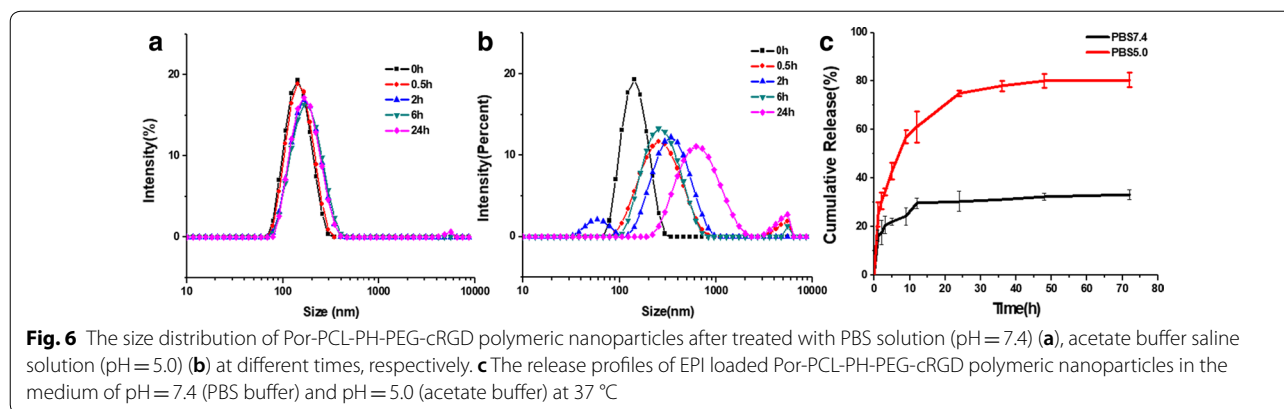 a
b
c
Intensity(%)
20
10
0
10
100
1000
10000
Size (nm)
0h
0.5h
2h
6h
24h
Intensity(Percent)
20
10
0
10
100
1000
10000
Size(nm)
0h
0.5h
2h
6h
24h
Cumulative Release(%)
100
80
60
40
20
0
0
10
20
30
40
50
60
70
80
Time(h)
PBS7.4
PBS5.0
Fig. 6 The size distribution of Por-PCL-PH-PEG-cRGD polymeric nanoparticles after treated with PBS solution (pH = 7.4) (a), acetate buffer saline
solution (pH = 5.0) (b) at different times, respectively. c The release profiles of EPI loaded Por-PCL-PH-PEG-cRGD polymeric nanoparticles in the
medium of pH = 7.4 (PBS buffer) and pH = 5.0 (acetate buffer) at 37 °C